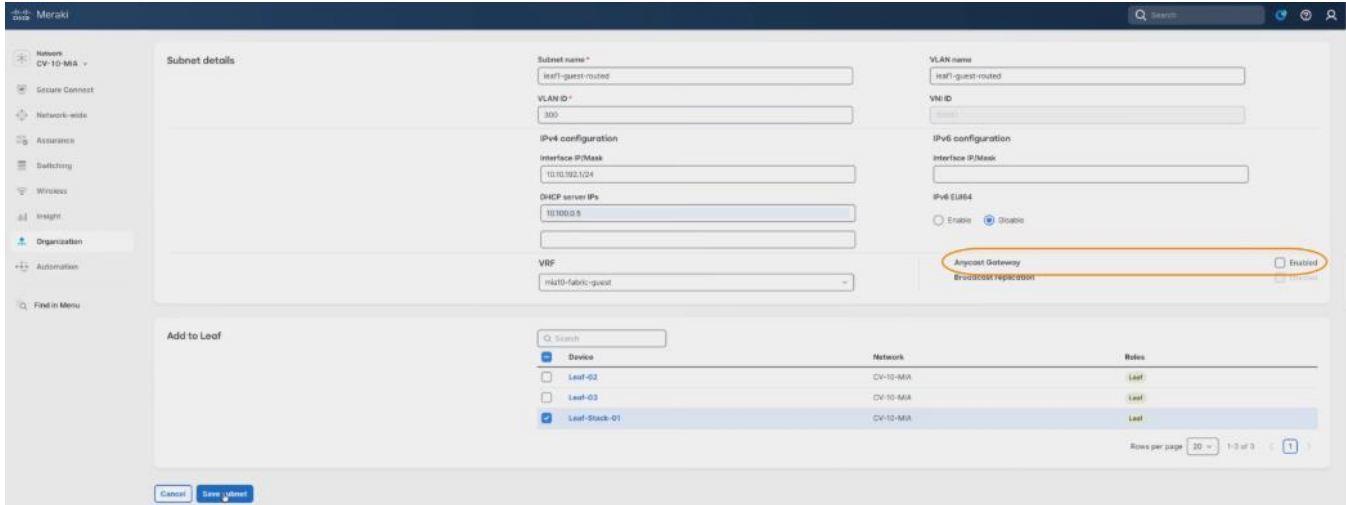 CISCO Meraki
Search
Network
CV-10-MIA
Secure Connect
Network-wide
Assurance
Switching
Wireless
Insight
Organization
Automation
Find in Menu
Subnet details
Subnet name *
leaf1-guest-routed
VLAN name
leaf1-guest-routed
VLAN ID *
300
VNI ID
IPv4 configuration
IPv6 configuration
Interface IP/Mask
10.10.192.1/24
Interface IP/Mask
DHCP server IPs
10.100.0.5
IPv6 EUI64
Enable Disable
VRF
mia10-fabric-guest
Anycast Gateway Enabled
Broadcast replication Enabled
Add to Leaf
Search
Device Network Roles
Leaf-02 CV-10-MIA Leaf
Leaf-03 CV-10-MIA Leaf
Leaf-Stack-01 CV-10-MIA Leaf
Rows per page 20 1-3 of 3 1
Cancel Save subnet